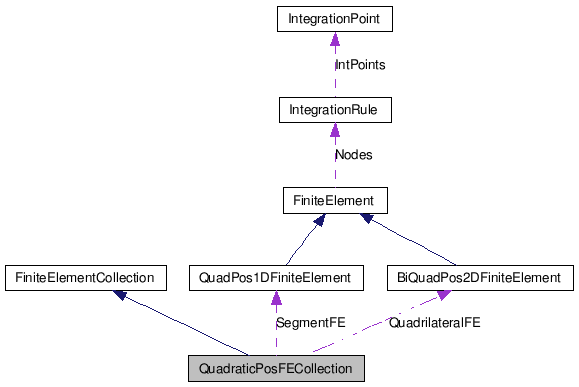 IntegrationPoint
IntPoints
IntegrationRule
Nodes
FiniteElement
FiniteElementCollection
QuadPos1DFiniteElement
BiQuadPos2DFiniteElement
SegmentFE
QuadrilateralFE
QuadraticPosFECollection